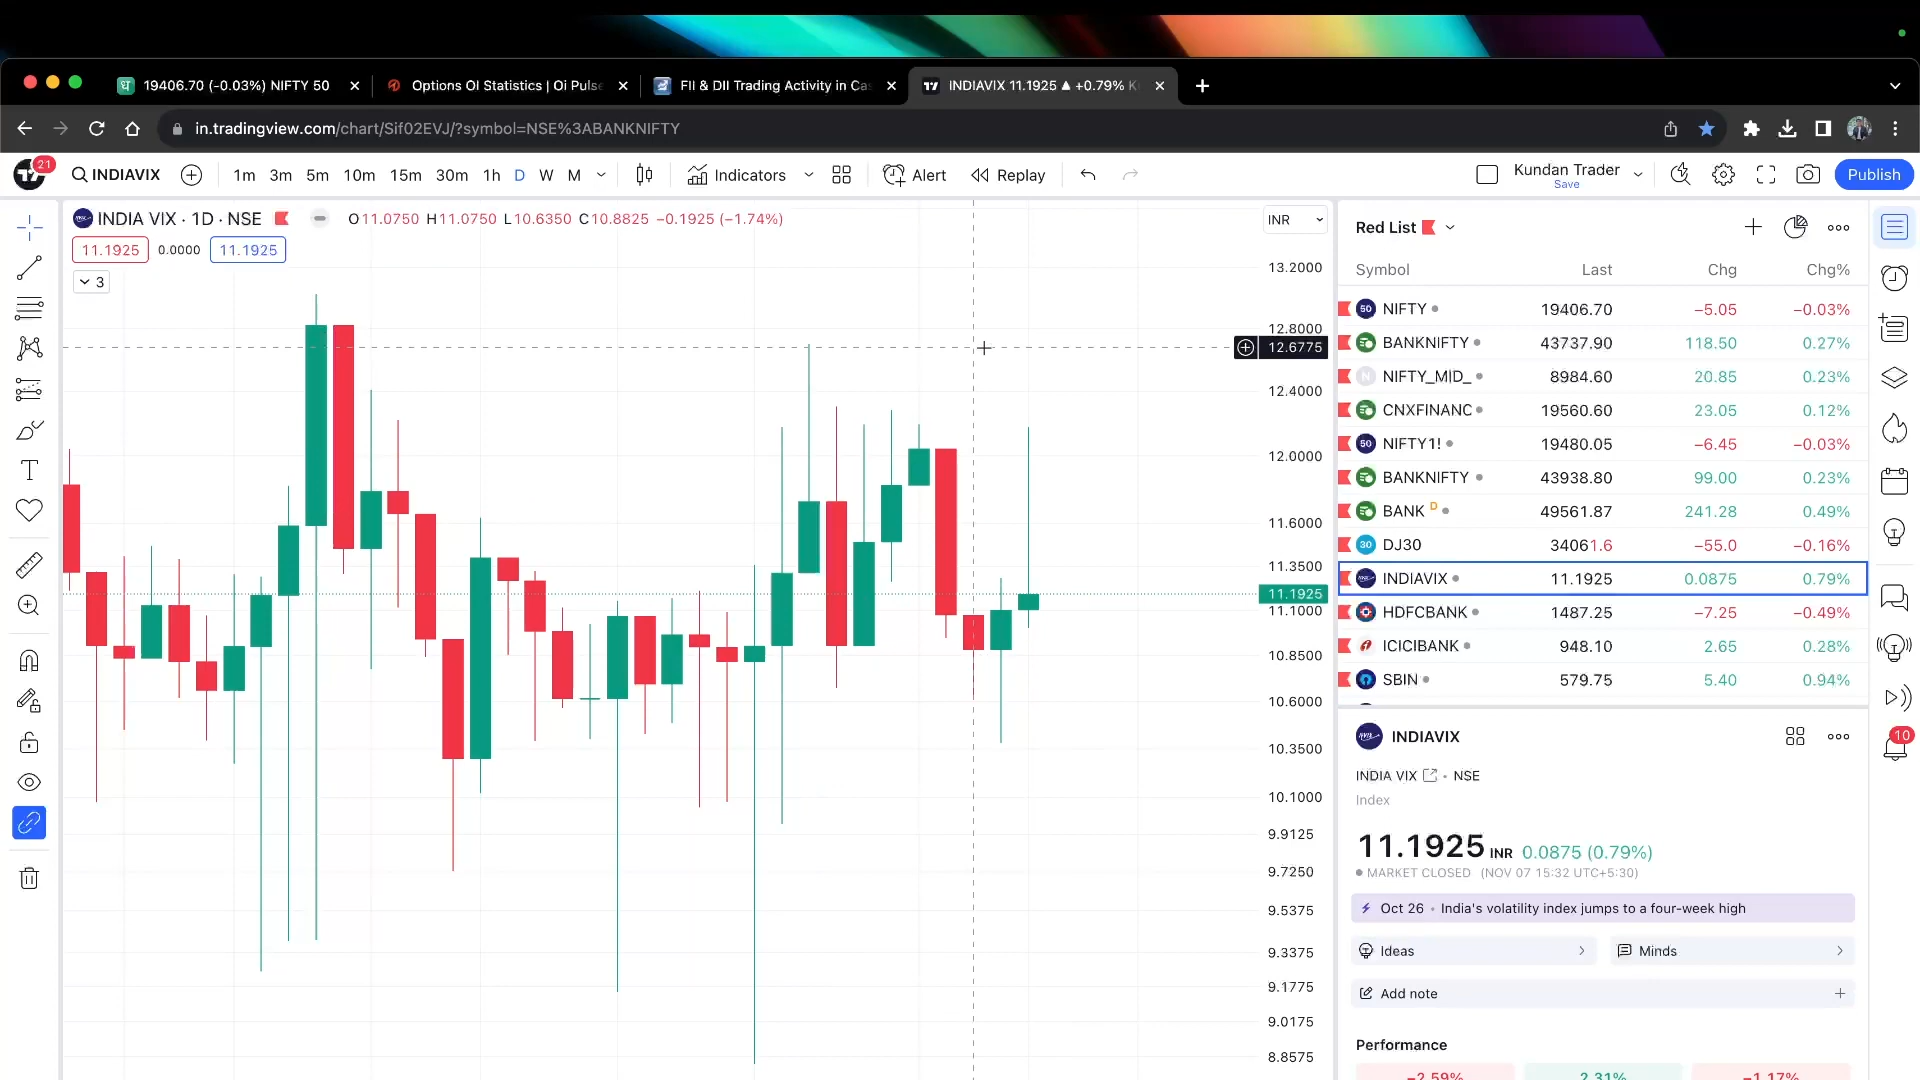 19406.70 (-0.03%) NIFTY 50
Options OI Statistics | Oi Pulse
FII & DII Trading Activity in Cas
INDIAVIX 11.1925 ▲ +0.79%
in.tradingview.com/chart/Sif02EVJ/?symbol=NSE%3ABANKNIFTY
21
INDIAVIX
1m 3m 5m 10m 15m 30m 1h D W M
Indicators
Alert
Replay
Kundan Trader
Save
Publish
INDIA VIX · 1D · NSE
O11.0750 H11.0750 L10.6350 C10.8825 −0.1925 (−1.74%)
11.1925 0.0000 11.1925
3
INR
13.2000
12.8000
12.6775
12.4000
12.0000
11.6000
11.3500
11.1925
11.1000
10.8500
10.6000
10.3500
10.1000
9.9125
9.7250
9.5375
9.3375
9.1775
9.0175
8.8575
Red List
Symbol Last Chg Chg%
50 NIFTY 19406.70 −5.05 −0.03%
BANKNIFTY 43737.90 118.50 0.27%
N NIFTY_MID_ 8984.60 20.85 0.23%
CNXFINANC 19560.60 23.05 0.12%
50 NIFTY1! 19480.05 −6.45 −0.03%
BANKNIFTY 43938.80 99.00 0.23%
BANK D 49561.87 241.28 0.49%
30 DJ30 34061.6 −55.0 −0.16%
INDIAVIX 11.1925 0.0875 0.79%
HDFCBANK 1487.25 −7.25 −0.49%
ICICIBANK 948.10 2.65 0.28%
SBIN 579.75 5.40 0.94%
10
INDIAVIX
INDIA VIX · NSE
Index
11.1925 INR 0.0875 (0.79%)
MARKET CLOSED (NOV 07 15:32 UTC+5:30)
Oct 26 · India's volatility index jumps to a four-week high
Ideas
Minds
Add note
Performance
−2.59% 2.31% −1.17%